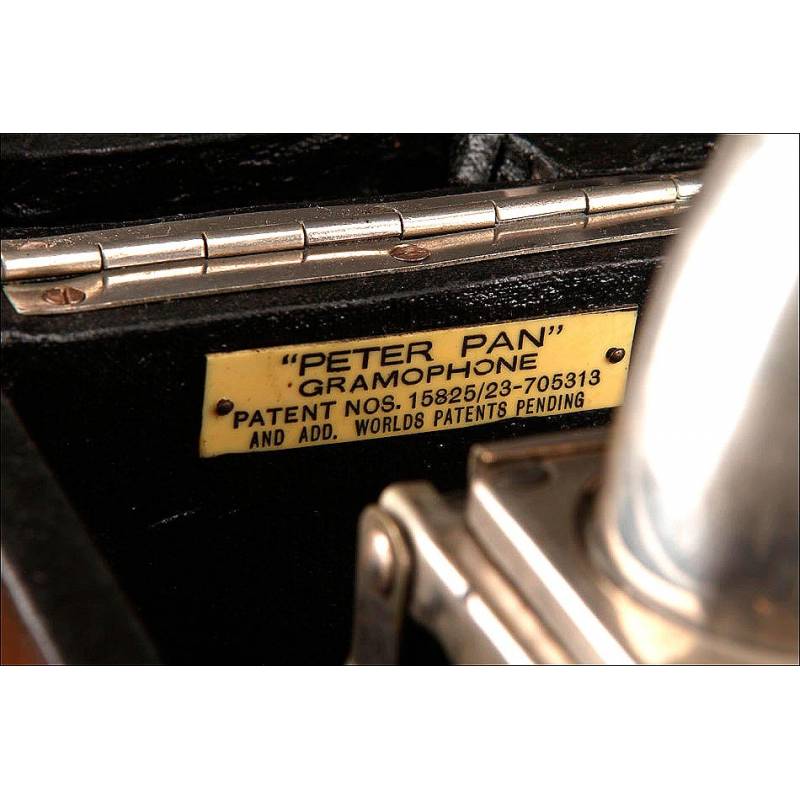 "PETER PAN"
GRAMOPHONE
PATENT NOS. 15825/23-705313
AND ADD. WORLDS PATENTS PENDING